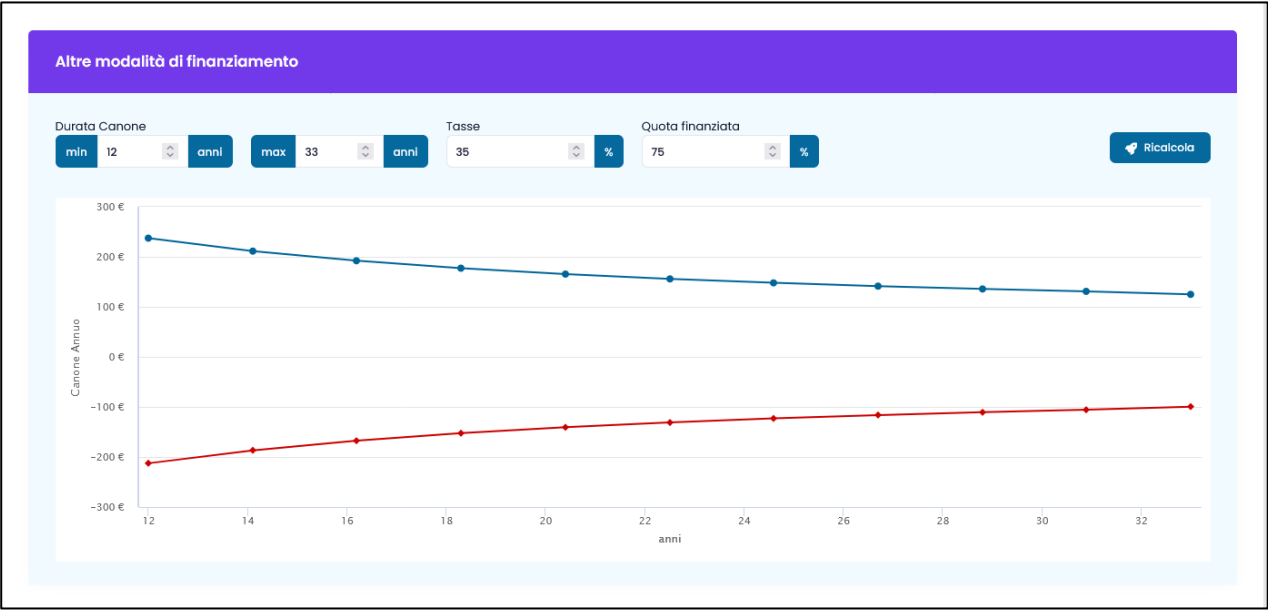 Altre modalità di finanziamento
Durata Canone
min 12 anni max 33 anni
Tasse
35 %
Quota finanziata
75 %
Ricalcola
300 €
200 €
100 €
0 €
-100 €
-200 €
-300 €
Canone Annuo
12 14 16 18 20 22 24 26 28 30 32
anni